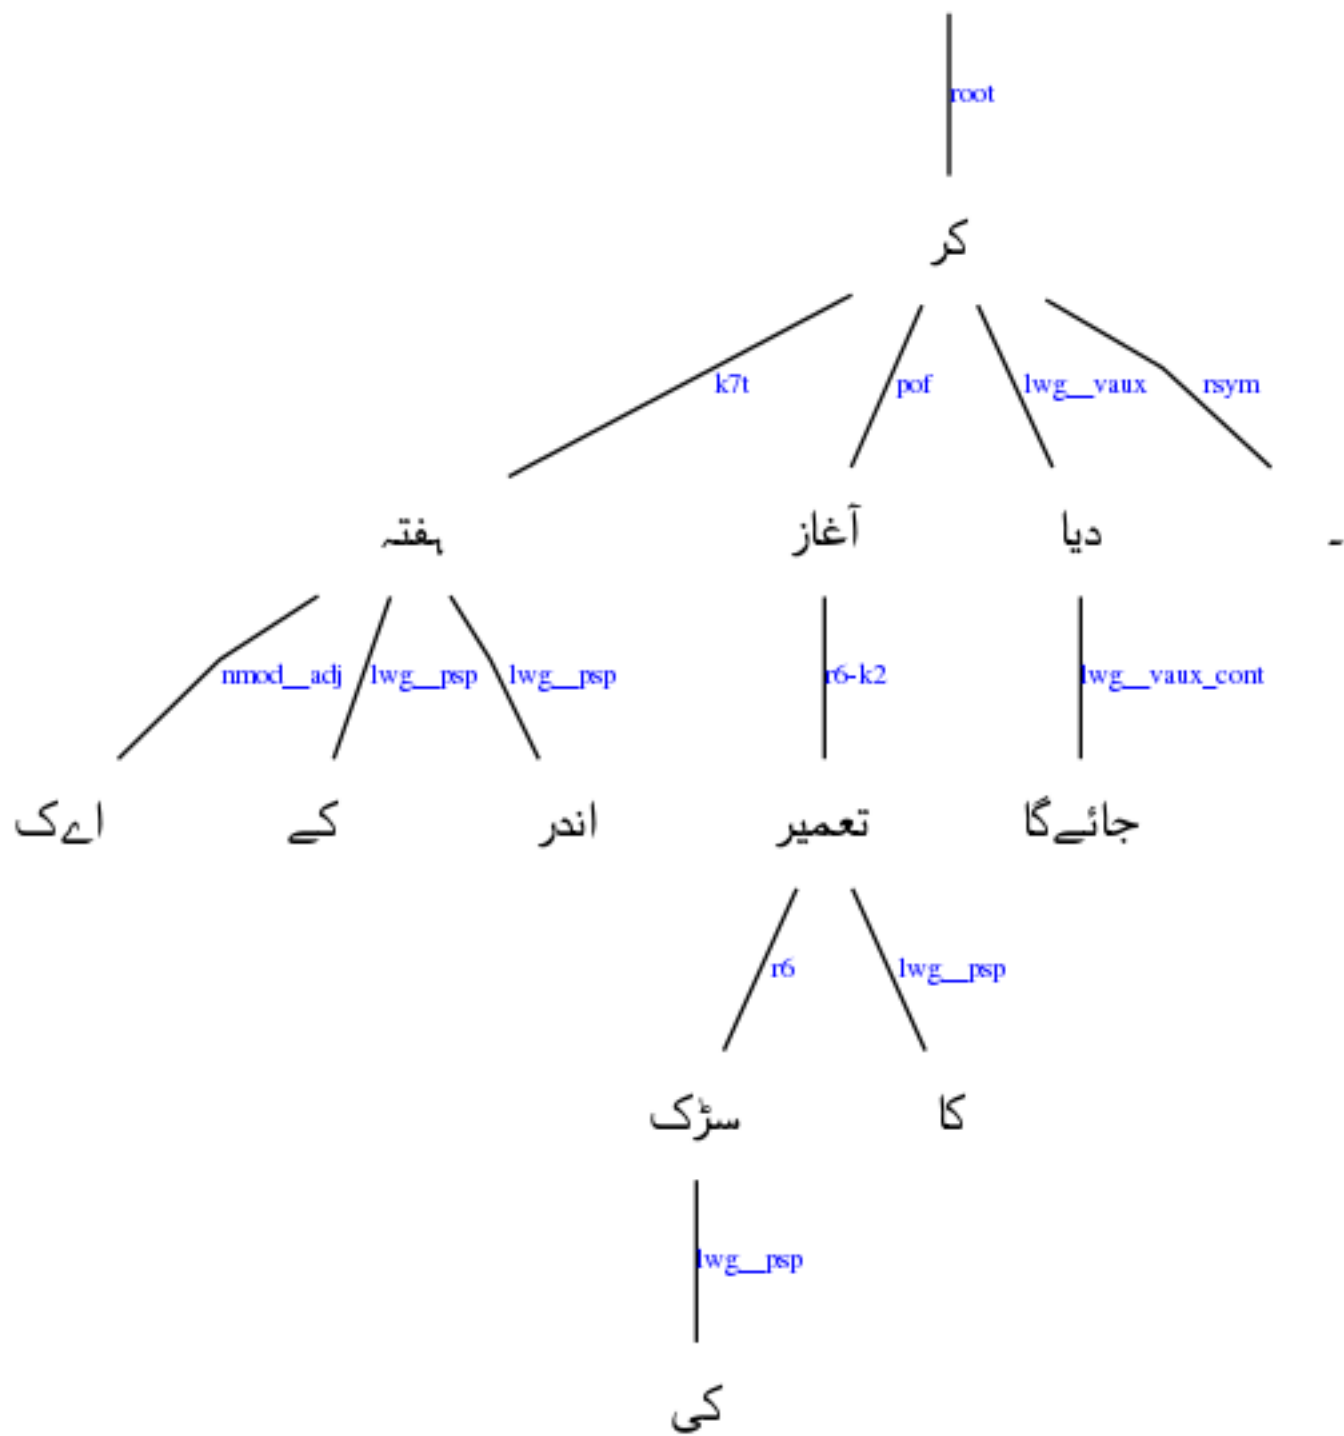 root
کر
k7t pof lwg__vaux rsym
ہفتہ آغاز دیا ۔
nmod__adj lwg__psp lwg__psp r6-k2 lwg__vaux_cont
اےک کے اندر تعمیر جائےگا
r6 lwg__psp
سڑک کا
lwg__psp
کی